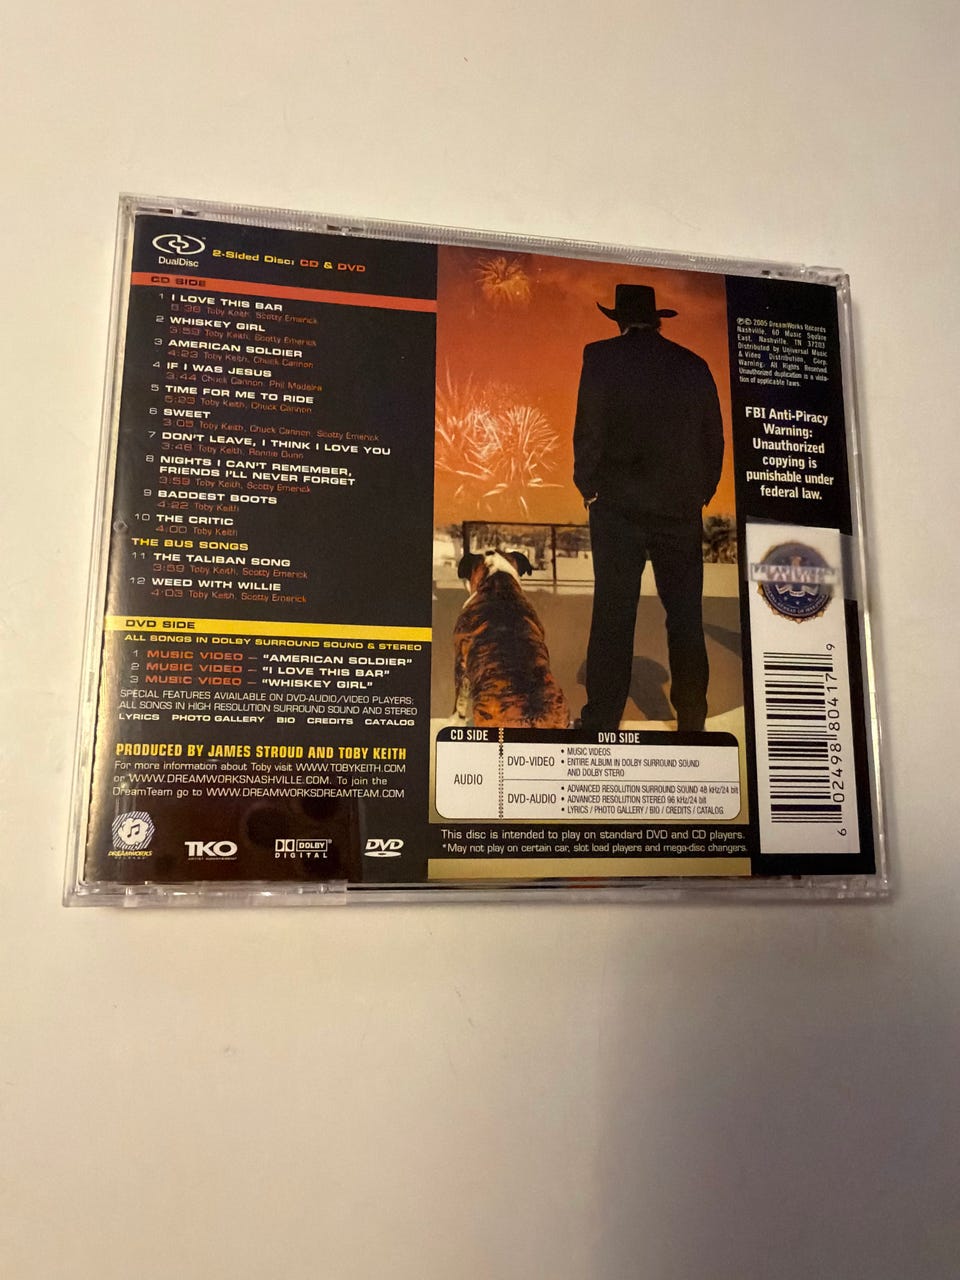 DualDisc
2-Sided Disc: CD & DVD
CD SIDE
1 I LOVE THIS BAR
5:36 Toby Keith, Scotty Emerick
2 WHISKEY GIRL
3:59 Toby Keith, Scotty Emerick
3 AMERICAN SOLDIER
4:23 Toby Keith, Chuck Cannon
4 IF I WAS JESUS
3:44 Chuck Cannon, Phil Madeira
5 TIME FOR ME TO RIDE
5:23 Toby Keith, Chuck Cannon
6 SWEET
3:05 Toby Keith, Chuck Cannon, Scotty Emerick
7 DON'T LEAVE, I THINK I LOVE YOU
3:46 Toby Keith, Ronnie Dunn
8 NIGHTS I CAN'T REMEMBER,
FRIENDS I'LL NEVER FORGET
3:59 Toby Keith, Scotty Emerick
9 BADDEST BOOTS
4:22 Toby Keith
10 THE CRITIC
4:00 Toby Keith
THE BUS SONGS
11 THE TALIBAN SONG
3:59 Toby Keith, Scotty Emerick
12 WEED WITH WILLIE
4:03 Toby Keith, Scotty Emerick
DVD SIDE
ALL SONGS IN DOLBY SURROUND SOUND & STEREO
1 MUSIC VIDEO – "AMERICAN SOLDIER"
2 MUSIC VIDEO – "I LOVE THIS BAR"
3 MUSIC VIDEO – "WHISKEY GIRL"
SPECIAL FEATURES AVIAILABLE ON DVD-AUDIO/VIDEO PLAYERS:
ALL SONGS IN HIGH RESOLUTION SURROUND SOUND AND STEREO
LYRICS PHOTO GALLERY BIO CREDITS CATALOG
PRODUCED BY JAMES STROUD AND TOBY KEITH
For more information about Toby visit WWW.TOBYKEITH.COM
or WWW.DREAMWORKSNASHVILLE.COM. To join the
DreamTeam go to WWW.DREAMWORKSDREAMTEAM.COM
DREAMWORKS
RECORDS
TKO
ARTIST MANAGEMENT
DOLBY
DIGITAL
DVD
CD SIDE
DVD SIDE
AUDIO
DVD-VIDEO
• MUSIC VIDEOS
• ENTIRE ALBUM IN DOLBY SURROUND SOUND
AND DOLBY STERO
DVD-AUDIO
• ADVANCED RESOLUTION SURROUND SOUND 48 kHz/24 bit
• ADVANCED RESOLUTION STEREO 96 kHz/24 bit
• LYRICS / PHOTO GALLERY / BIO / CREDITS / CATALOG
This disc is intended to play on standard DVD and CD players.
*May not play on certain car, slot load players and mega-disc changers.
℗© 2005 DreamWorks Records
Nashville, 60 Music Square
East, Nashville, TN 37203
Distributed by Universal Music
& Video Distribution, Corp.
Warning: All Rights Reserved.
Unauthorized duplication is a viola-
tion of applicable laws.
FBI Anti-Piracy
Warning:
Unauthorized
copying is
punishable under
federal law.
6 02498 80417 9